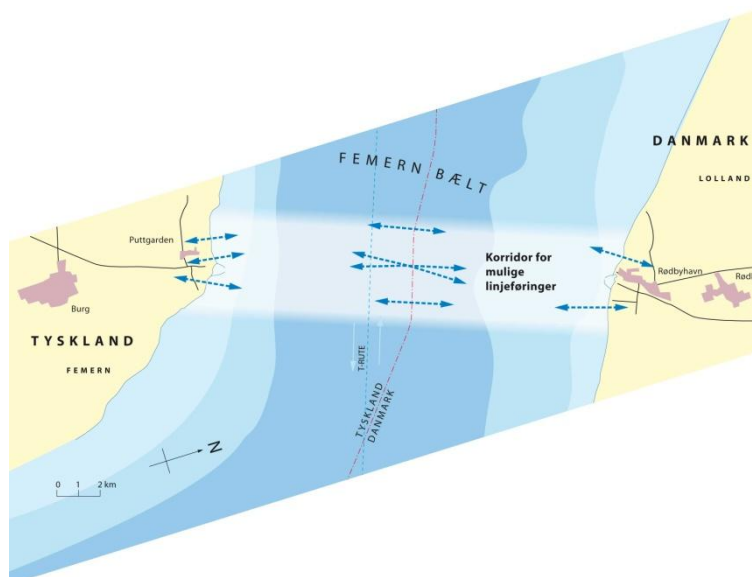 FEMERN BÆLT
DANMARK
LOLLAND
Puttgarden
Korridor for
mulige
linjeføringer
Rødbyhavn
Burg
TYSKLAND
FEMERN
T-RUTE
TYSKLAND
DANMARK
N
0 1 2 km